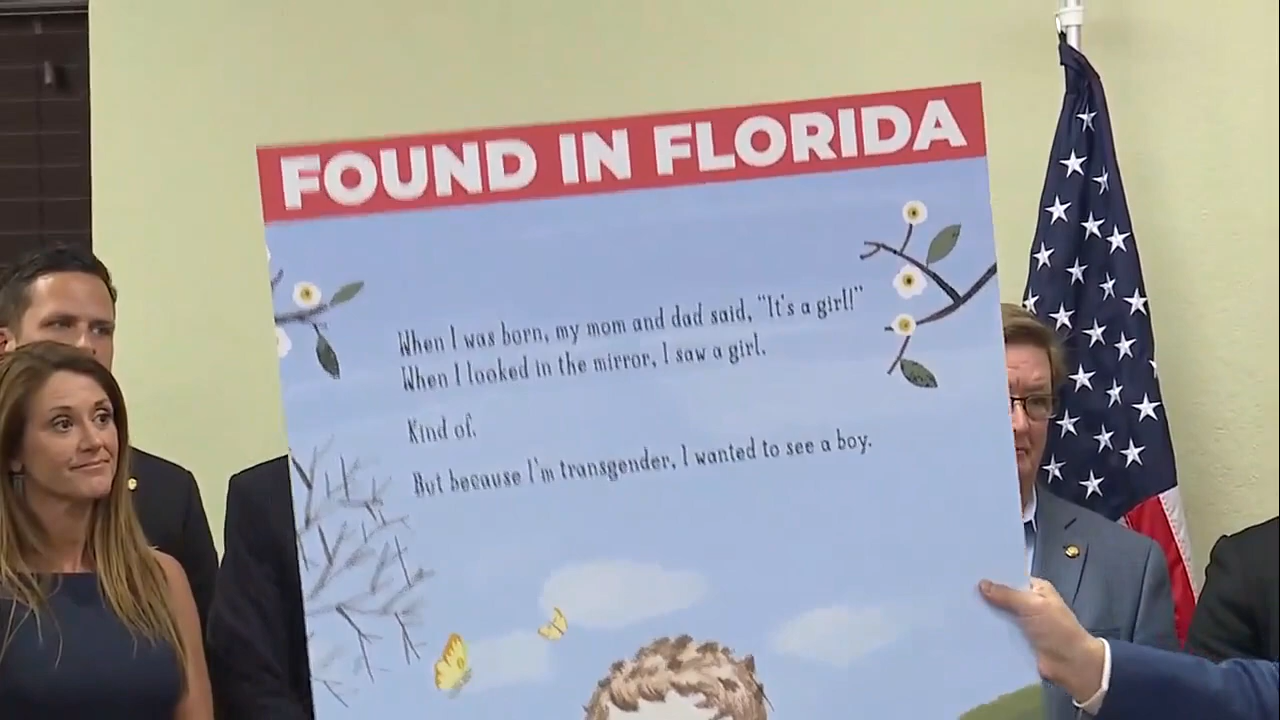 FOUND IN FLORIDA
When I was born, my mom and dad said, "It's a girl!"
When I looked in the mirror, I saw a girl.
Kind of.
But because I'm transgender, I wanted to see a boy.